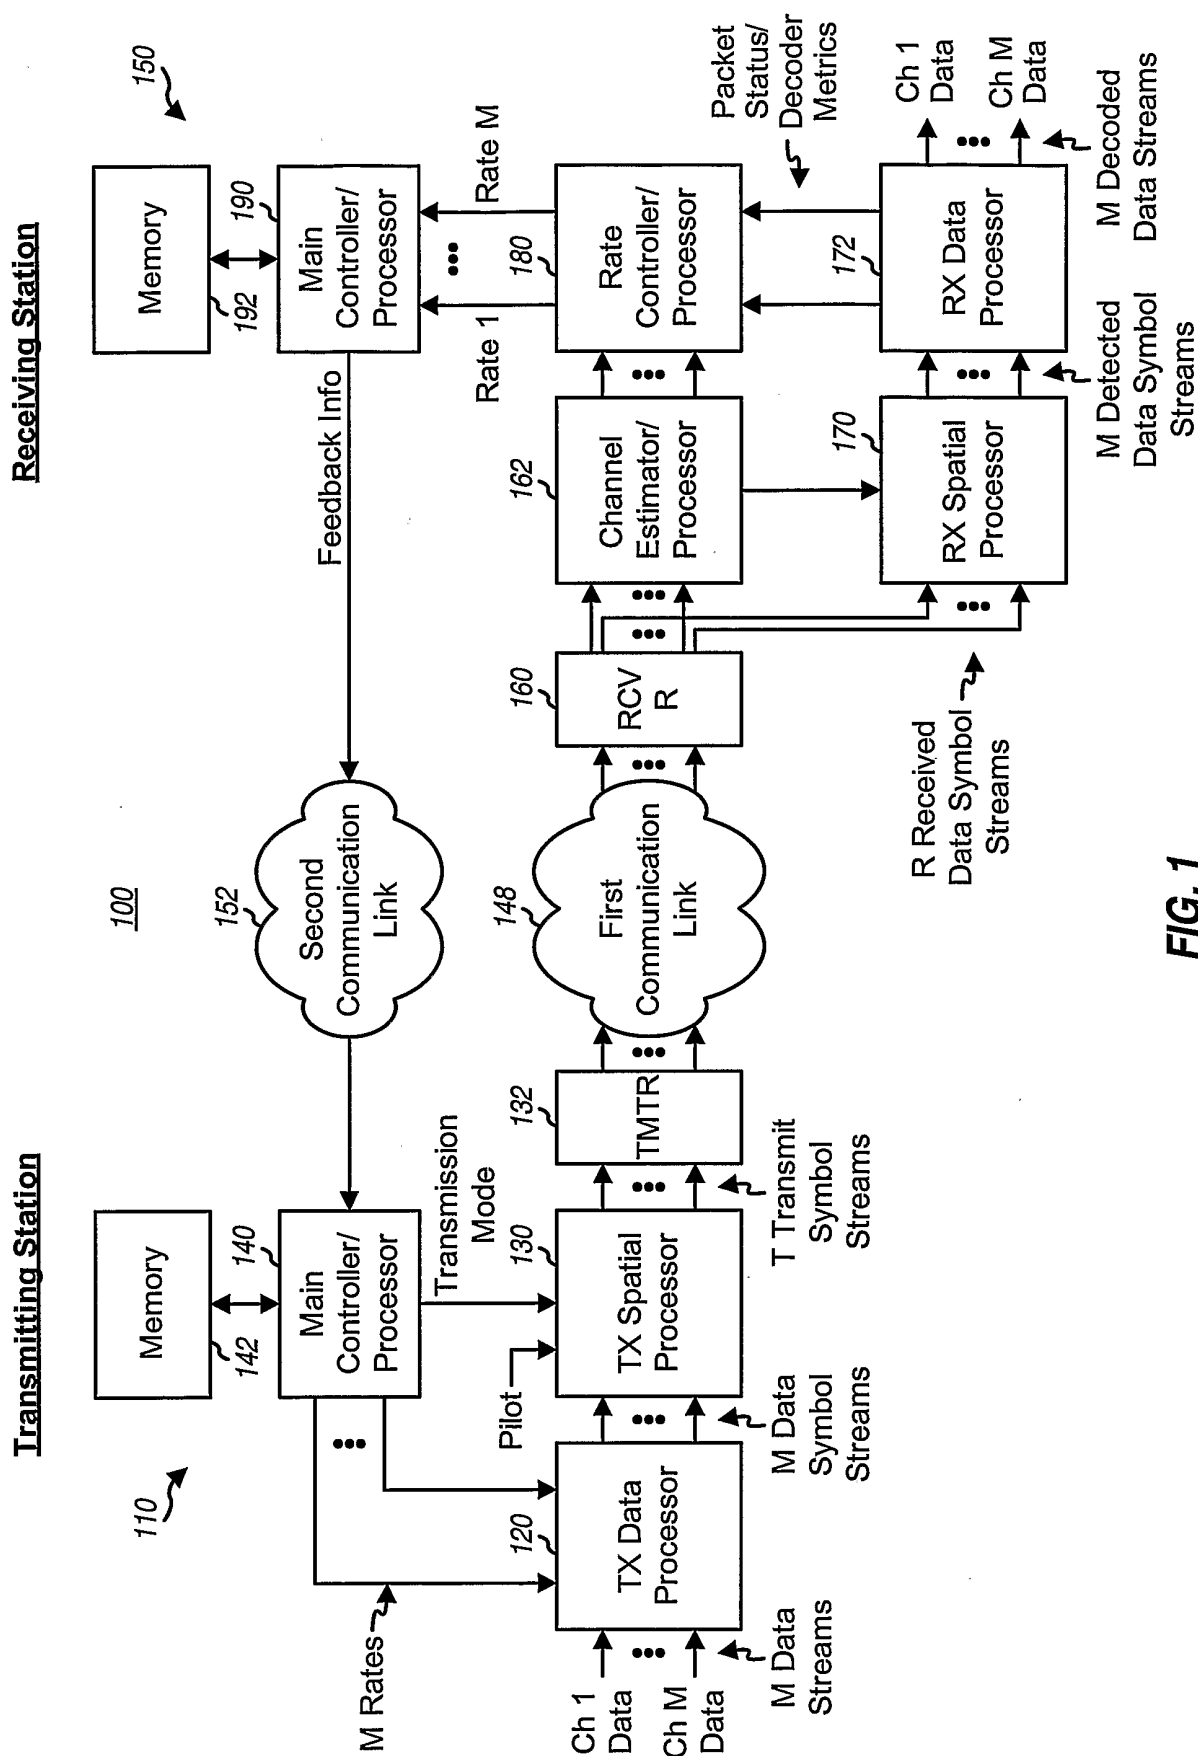 Transmitting Station
Receiving Station
110
Memory
142
140
Main
Controller/
Processor
100
152
Second
Communication
Link
Feedback Info
150
Memory
192
190
Main
Controller/
Processor
M Rates
Transmission
Mode
Pilot
Rate 1
Rate M
Ch 1
Data
Ch M
Data
M Data
Streams
120
TX Data
Processor
M Data
Symbol
Streams
130
TX Spatial
Processor
T Transmit
Symbol
Streams
132
TMTR
148
First
Communication
Link
160
RCV
R
R Received
Data Symbol
Streams
162
Channel
Estimator/
Processor
180
Rate
Controller/
Processor
Packet
Status/
Decoder
Metrics
170
RX Spatial
Processor
M Detected
Data Symbol
Streams
172
RX Data
Processor
Ch 1
Data
Ch M
Data
M Decoded
Data Streams
FIG. 1